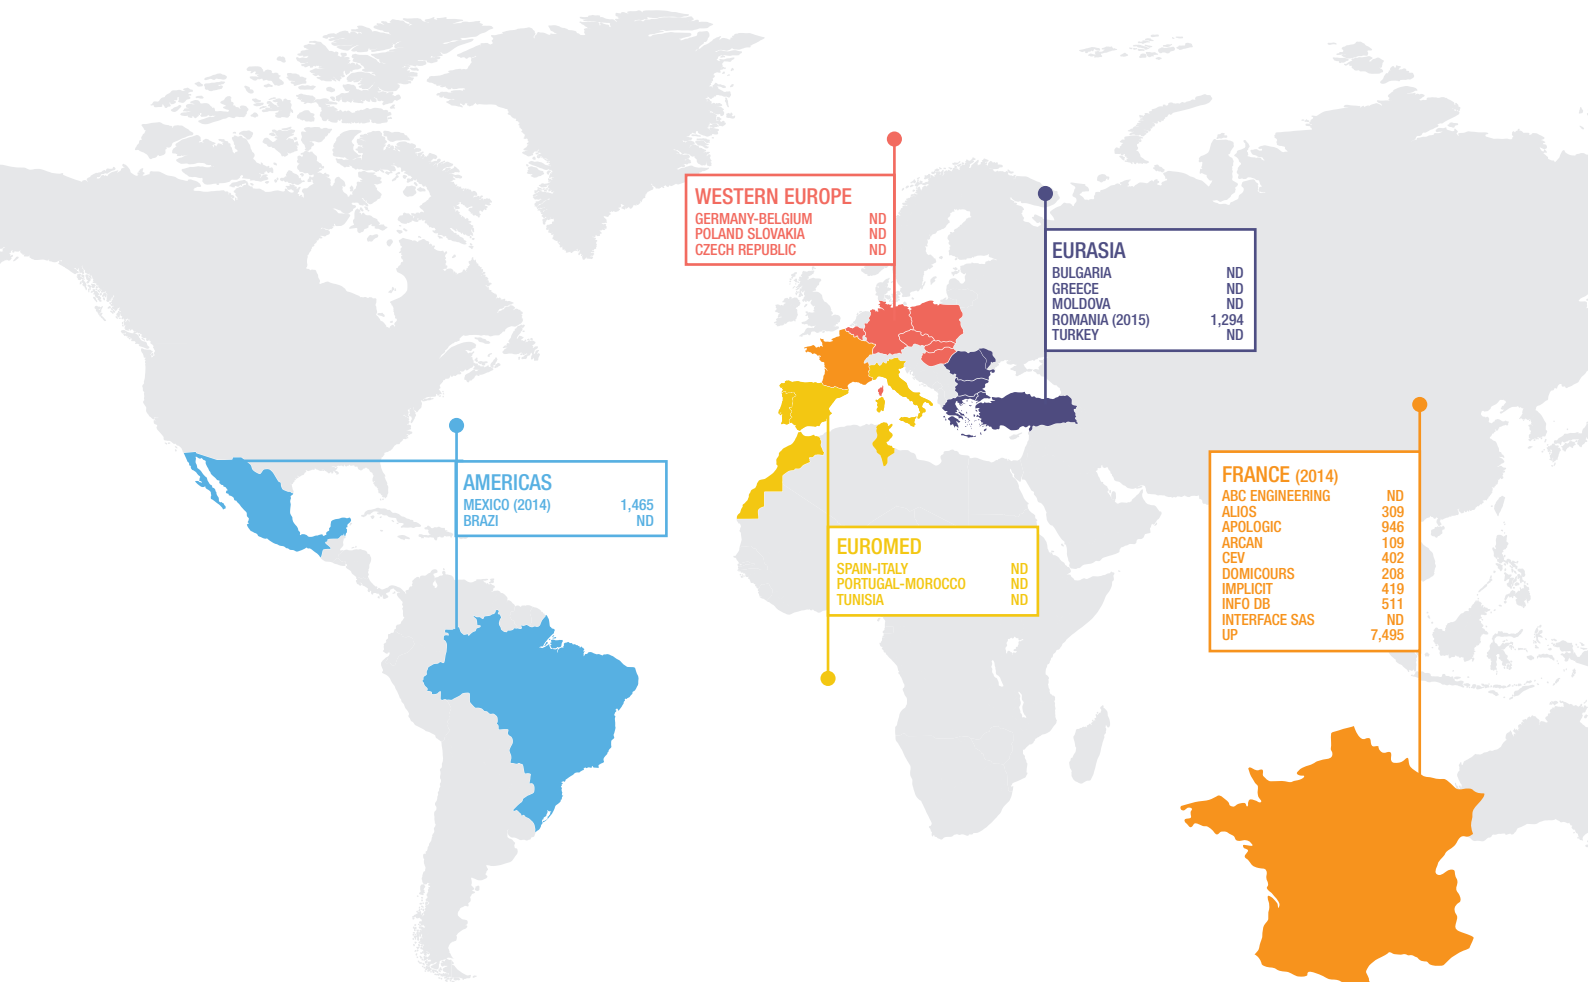 WESTERN EUROPE
GERMANY-BELGIUM ND
POLAND SLOVAKIA ND
CZECH REPUBLIC ND
EURASIA
BULGARIA ND
GREECE ND
MOLDOVA ND
ROMANIA (2015) 1,294
TURKEY ND
AMERICAS
MEXICO (2014) 1,465
BRAZI ND
EUROMED
SPAIN-ITALY ND
PORTUGAL-MOROCCO ND
TUNISIA ND
FRANCE (2014)
ABC ENGINEERING ND
ALIOS 309
APOLOGIC 946
ARCAN 109
CEV 402
DOMICOURS 208
IMPLICIT 419
INFO DB 511
INTERFACE SAS ND
UP 7,495